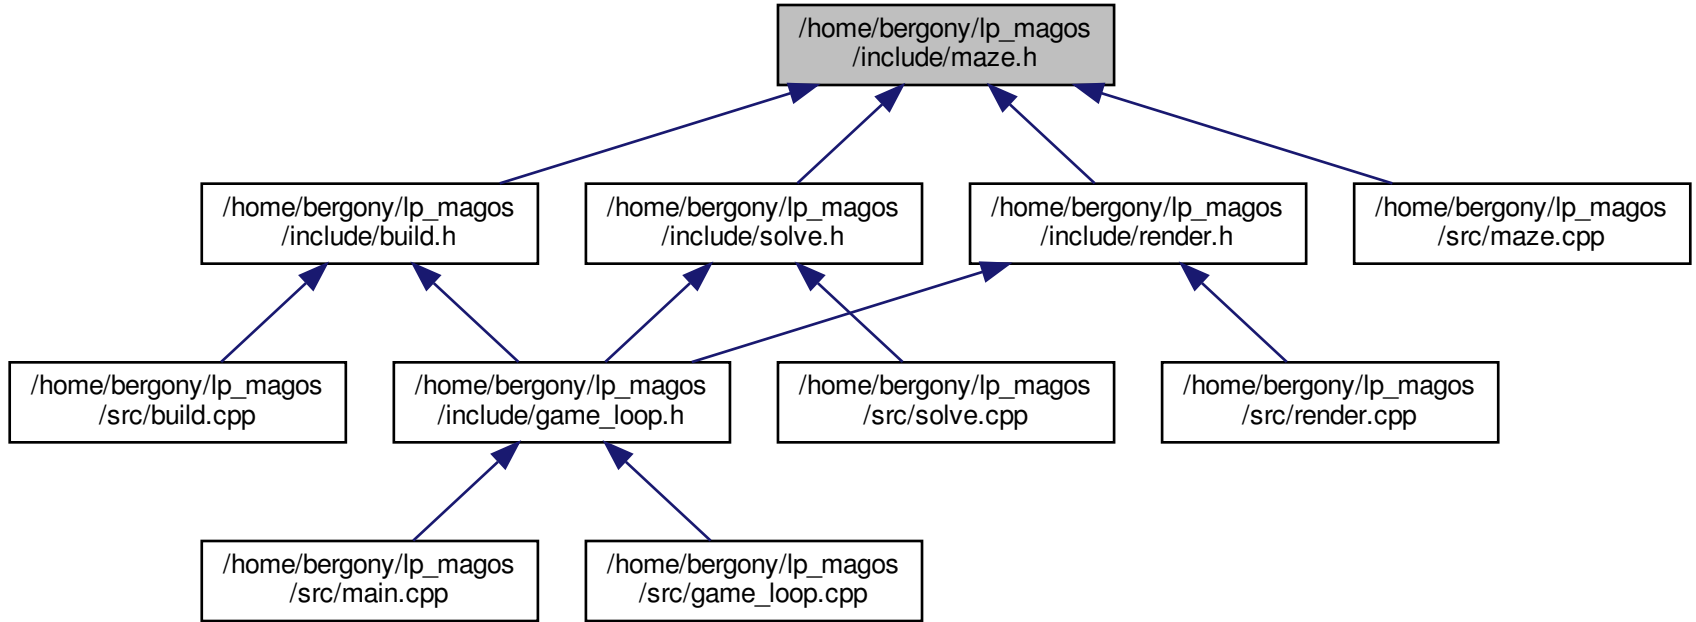 /home/bergony/lp_magos
/include/maze.h
/home/bergony/lp_magos
/include/build.h
/home/bergony/lp_magos
/include/solve.h
/home/bergony/lp_magos
/include/render.h
/home/bergony/lp_magos
/src/maze.cpp
/home/bergony/lp_magos
/src/build.cpp
/home/bergony/lp_magos
/include/game_loop.h
/home/bergony/lp_magos
/src/solve.cpp
/home/bergony/lp_magos
/src/render.cpp
/home/bergony/lp_magos
/src/main.cpp
/home/bergony/lp_magos
/src/game_loop.cpp